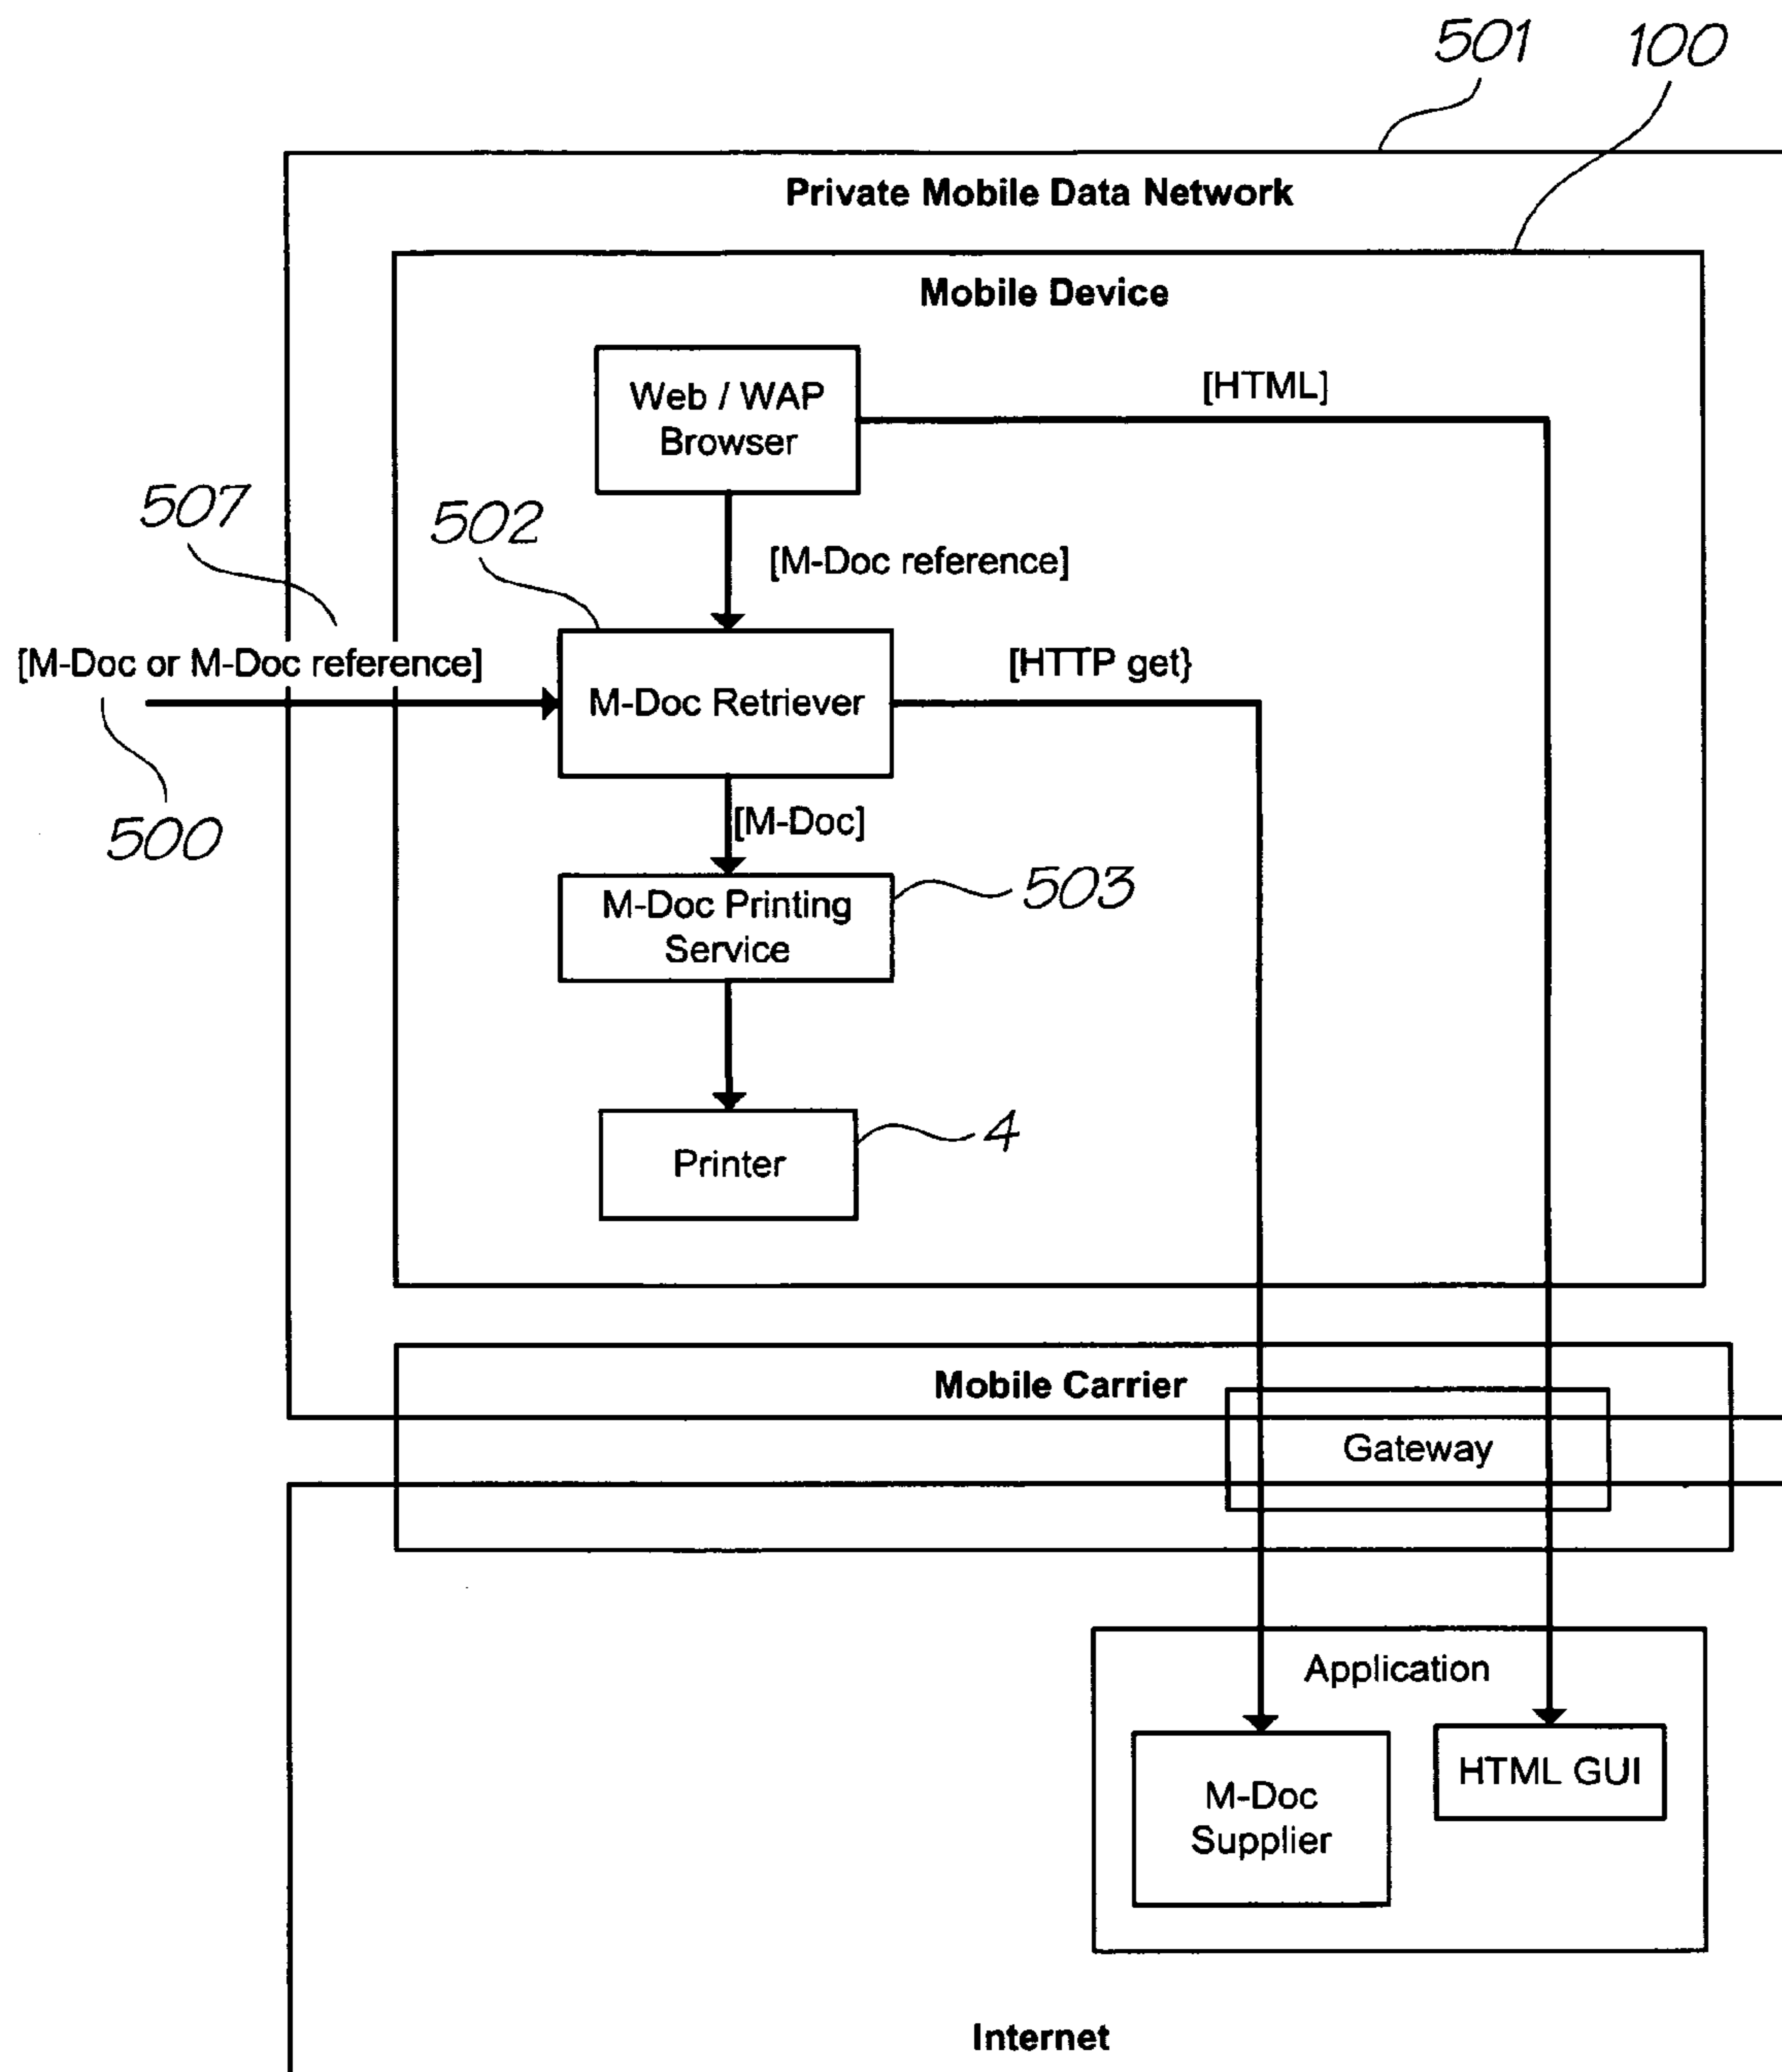 501
100
Private Mobile Data Network
Mobile Device
Web / WAP
Browser
[HTML]
507
502
[M-Doc reference]
[M-Doc or M-Doc reference]
M-Doc Retriever
[HTTP get}
500
[M-Doc]
M-Doc Printing
Service
503
Printer
4
Mobile Carrier
Gateway
Application
M-Doc
Supplier
HTML GUI
Internet